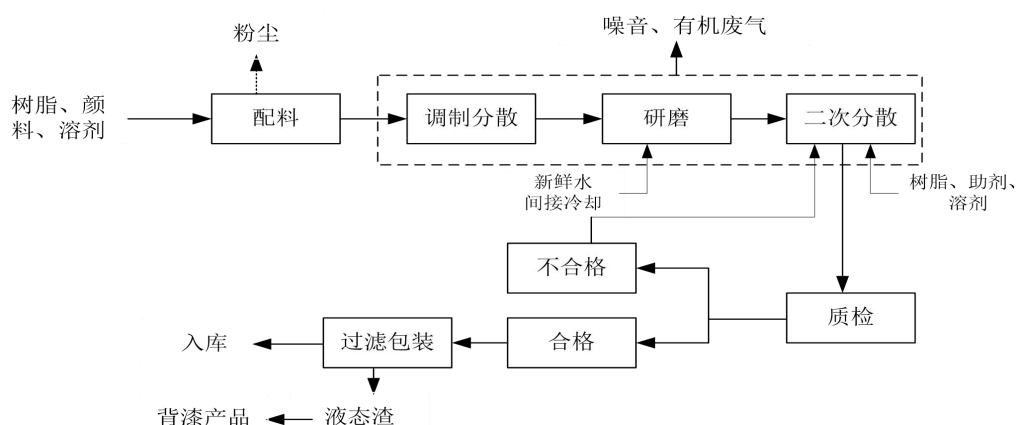 噪音、有机废气
粉尘
树脂、颜
料、溶剂
配料
调制分散
研磨
二次分散
新鲜水
间接冷却
树脂、助剂、
溶剂
不合格
质检
入库
过滤包装
合格
背漆产品
液态渣